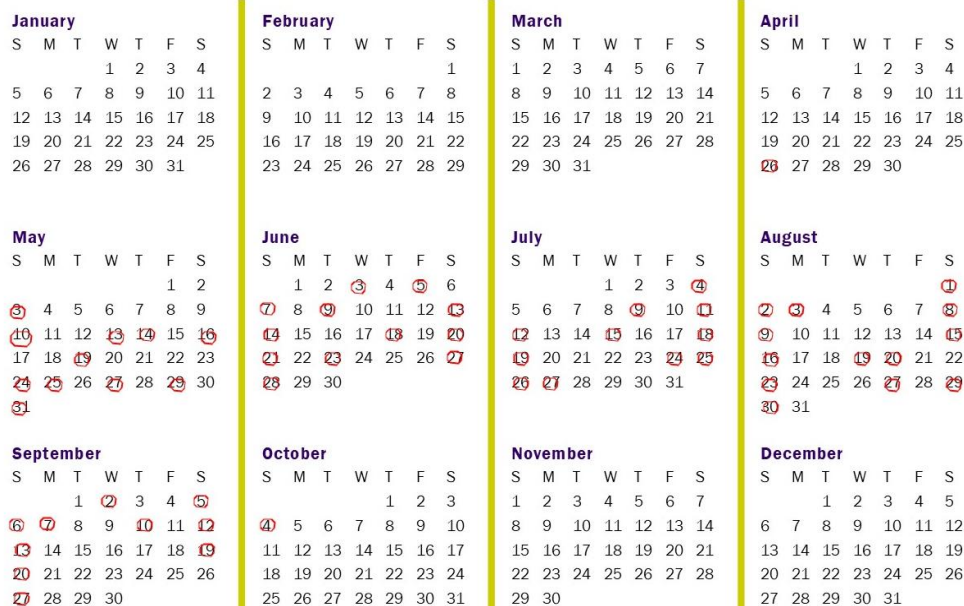 January
S M T W T F S
1 2 3 4
5 6 7 8 9 10 11
12 13 14 15 16 17 18
19 20 21 22 23 24 25
26 27 28 29 30 31
February
S M T W T F S
1
2 3 4 5 6 7 8
9 10 11 12 13 14 15
16 17 18 19 20 21 22
23 24 25 26 27 28 29
March
S M T W T F S
1 2 3 4 5 6 7
8 9 10 11 12 13 14
15 16 17 18 19 20 21
22 23 24 25 26 27 28
29 30 31
April
S M T W T F S
1 2 3 4
5 6 7 8 9 10 11
12 13 14 15 16 17 18
19 20 21 22 23 24 25
26 27 28 29 30
May
S M T W T F S
1 2
3 4 5 6 7 8 9
10 11 12 13 14 15 16
17 18 19 20 21 22 23
24 25 26 27 28 29 30
31
June
S M T W T F S
1 2 3 4 5 6
7 8 9 10 11 12 13
14 15 16 17 18 19 20
21 22 23 24 25 26 27
28 29 30
July
S M T W T F S
1 2 3 4
5 6 7 8 9 10 11
12 13 14 15 16 17 18
19 20 21 22 23 24 25
26 27 28 29 30 31
August
S M T W T F S
1
2 3 4 5 6 7 8
9 10 11 12 13 14 15
16 17 18 19 20 21 22
23 24 25 26 27 28 29
30 31
September
S M T W T F S
1 2 3 4 5
6 7 8 9 10 11 12
13 14 15 16 17 18 19
20 21 22 23 24 25 26
27 28 29 30
October
S M T W T F S
1 2 3
4 5 6 7 8 9 10
11 12 13 14 15 16 17
18 19 20 21 22 23 24
25 26 27 28 29 30 31
November
S M T W T F S
1 2 3 4 5 6 7
8 9 10 11 12 13 14
15 16 17 18 19 20 21
22 23 24 25 26 27 28
29 30
December
S M T W T F S
1 2 3 4 5
6 7 8 9 10 11 12
13 14 15 16 17 18 19
20 21 22 23 24 25 26
27 28 29 30 31